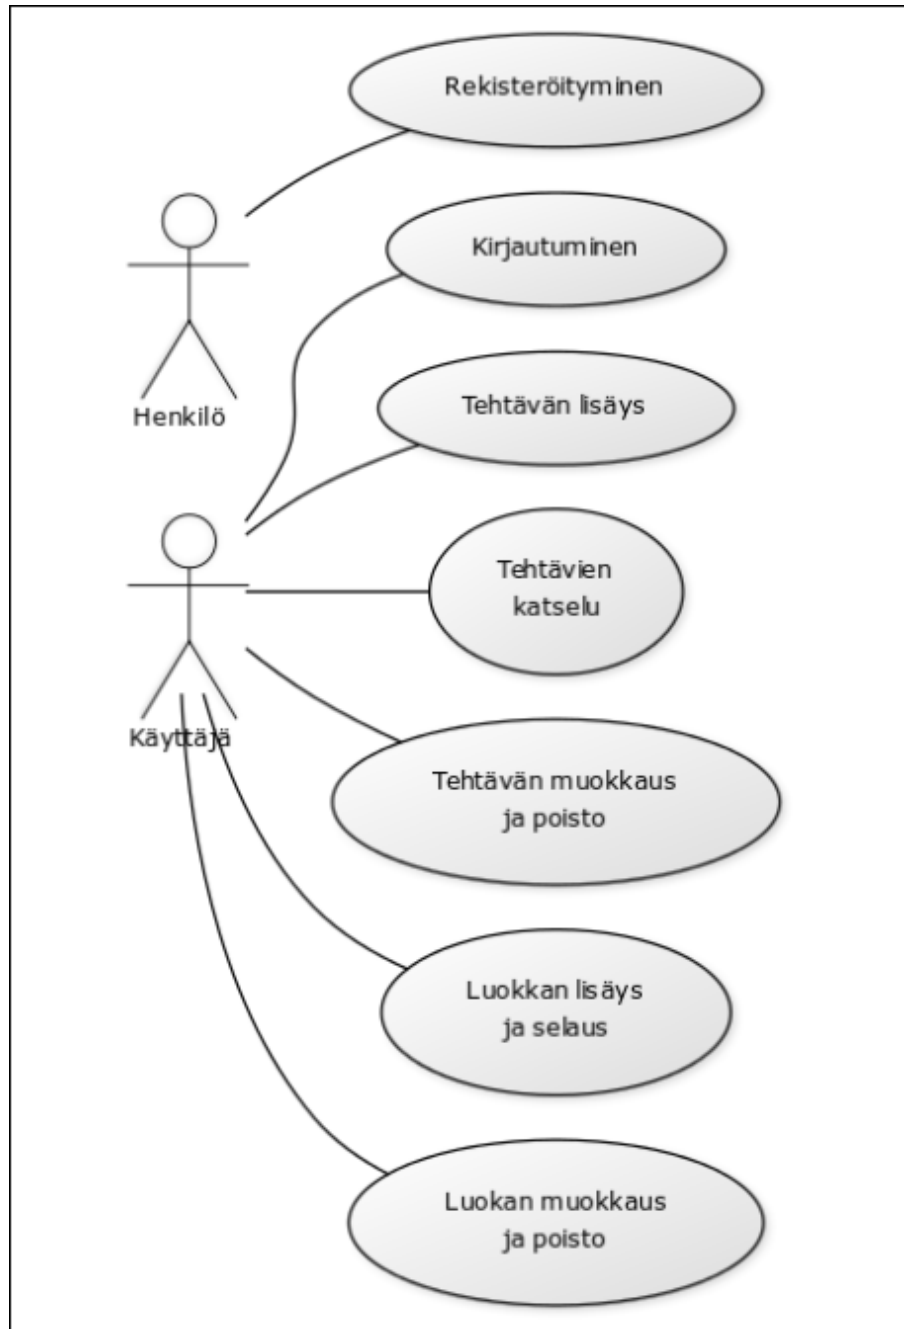 Rekisteröityminen
Kirjautuminen
Henkilö
Tehtävän lisäys
Tehtävien
katselu
Käyttäjä
Tehtävän muokkaus
ja poisto
Luokkan lisäys
ja selaus
Luokan muokkaus
ja poisto